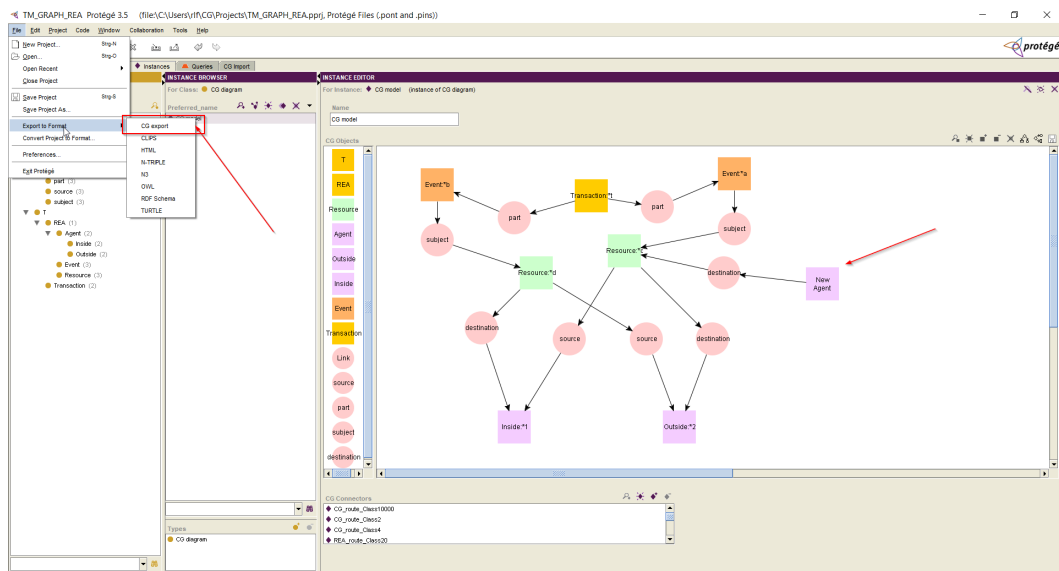 TM_GRAPH_REA Protégé 3.5 (file:\C:\Users\rlf\CG\Projects\TM_GRAPH_REA.pprj, Protégé Files (.pont and .pins))
File Edit Project Code Window Collaboration Tools Help
New Project... Strg-N
Open... Strg-O
Open Recent
Close Project
Save Project Strg-S
Save Project As...
Export to Format
Convert Project to Format...
Preferences...
Exit Protégé
CG export
CLIPS
HTML
N-TRIPLE
N3
OWL
RDF Schema
TURTLE
protégé
Instances Queries CG Import
part (3)
source (3)
subject (3)
T
REA (1)
Agent (2)
Inside (2)
Outside (2)
Event (3)
Resource (3)
Transaction (2)
INSTANCE BROWSER
For Class: CG diagram
Preferred_name
Types
CG diagram
INSTANCE EDITOR
For Instance: CG model (instance of CG diagram)
Name
CG model
CG Objects
T
REA
Resource
Agent
Outside
Inside
Event
Transaction
Link
source
part
subject
destination
Event:*b
Transaction:*t
Event:*a
part
part
subject
subject
Resource:*d
destination
New
Agent
destination
source
source
destination
Inside:*1
Outside:*2
CG Connectors
CG_route_Class10000
CG_route_Class2
CG_route_Class4
REA_route_Class20